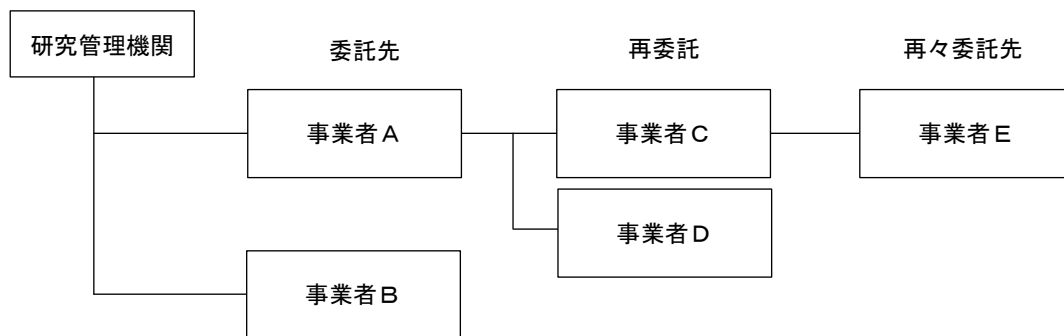 研究管理機関
委託先
再委託
再々委託先
事業者A
事業者C
事業者E
事業者D
事業者B